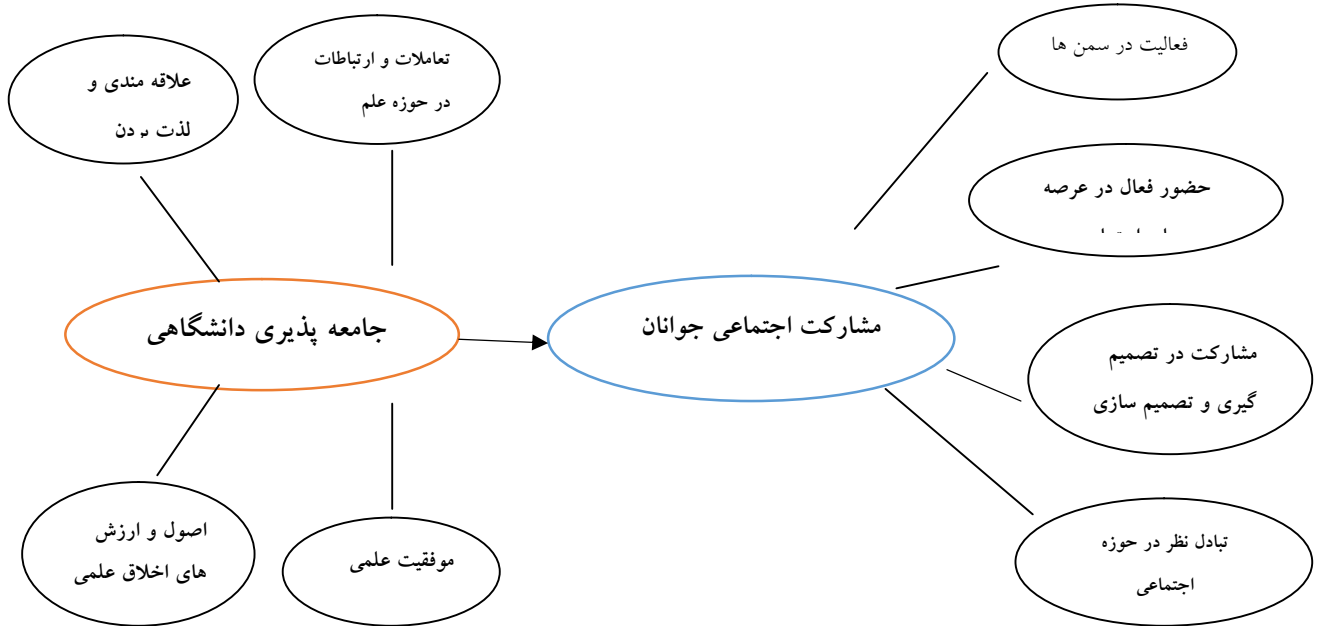 فعالیت در سمن ها
تعاملات و ارتباطات
در حوزه علم
علاقه مندی و
لذت بردن
حضور فعال در عرصه
جامعه پذیری دانشگاهی
مشارکت اجتماعی جوانان
مشارکت در تصمیم
گیری و تصمیم سازی
اصول و ارزش
های اخلاق علمی
موفقیت علمی
تبادل نظر در حوزه
اجتماعی